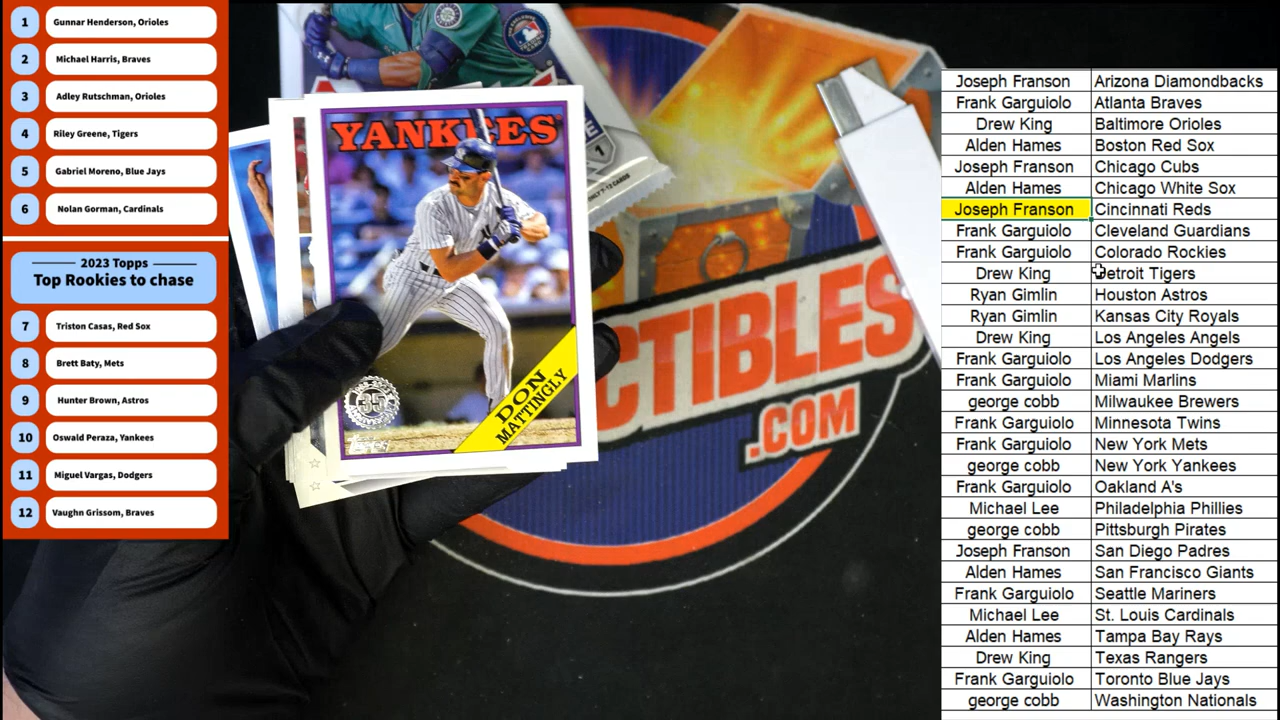 1 Gunnar Henderson, Orioles
2 Michael Harris, Braves
3 Adley Rutschman, Orioles
4 Riley Greene, Tigers
5 Gabriel Moreno, Blue Jays
6 Nolan Gorman, Cardinals
2023 Topps
Top Rookies to chase
7 Triston Casas, Red Sox
8 Brett Baty, Mets
9 Hunter Brown, Astros
10 Oswald Peraza, Yankees
11 Miguel Vargas, Dodgers
12 Vaughn Grissom, Braves
YANKEES
35
Topps
DON
MATTINGLY
1
CTIBLES
.COM
Joseph Franson Arizona Diamondbacks
Frank Garguiolo Atlanta Braves
Drew King Baltimore Orioles
Alden Hames Boston Red Sox
Joseph Franson Chicago Cubs
Alden Hames Chicago White Sox
Joseph Franson Cincinnati Reds
Frank Garguiolo Cleveland Guardians
Frank Garguiolo Colorado Rockies
Drew King Detroit Tigers
Ryan Gimlin Houston Astros
Ryan Gimlin Kansas City Royals
Drew King Los Angeles Angels
Frank Garguiolo Los Angeles Dodgers
Frank Garguiolo Miami Marlins
george cobb Milwaukee Brewers
Frank Garguiolo Minnesota Twins
Frank Garguiolo New York Mets
george cobb New York Yankees
Frank Garguiolo Oakland A's
Michael Lee Philadelphia Phillies
george cobb Pittsburgh Pirates
Joseph Franson San Diego Padres
Alden Hames San Francisco Giants
Frank Garguiolo Seattle Mariners
Michael Lee St. Louis Cardinals
Alden Hames Tampa Bay Rays
Drew King Texas Rangers
Frank Garguiolo Toronto Blue Jays
george cobb Washington Nationals